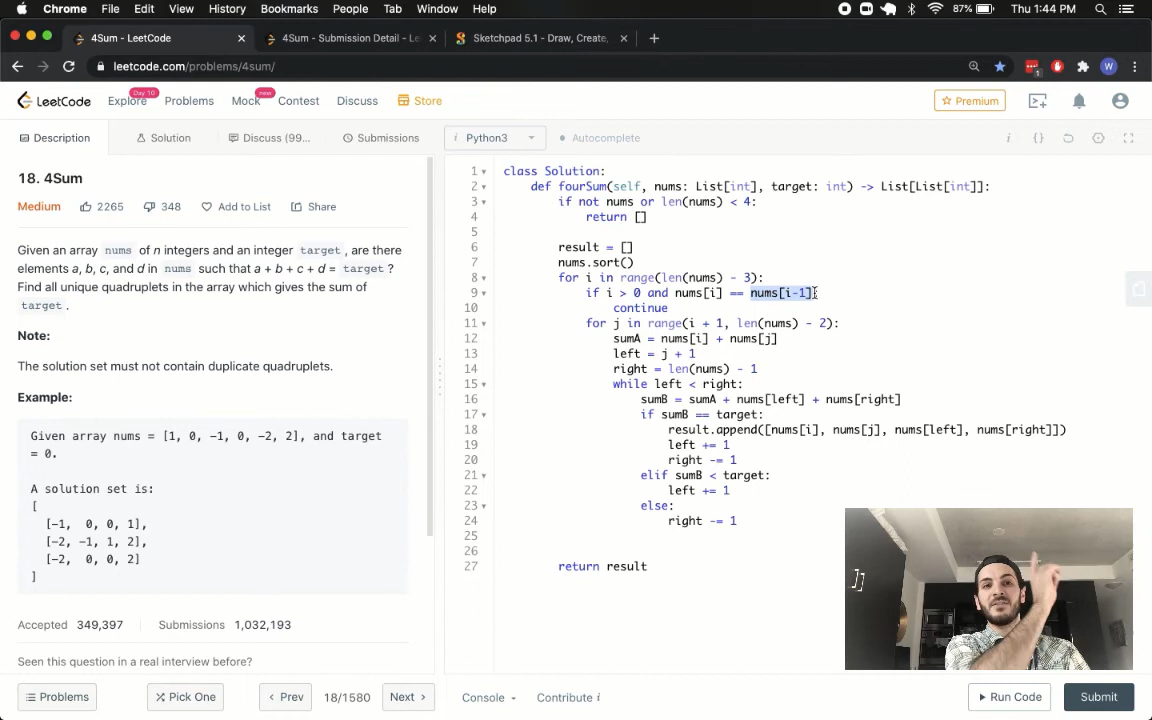 Chrome File Edit View History Bookmarks People Tab Window Help 87% Thu 1:44 PM
4Sum - LeetCode 4Sum - Submission Detail - Le Sketchpad 5.1 - Draw, Create,
leetcode.com/problems/4sum/
LeetCode Explore Day 10 Problems Mock new Contest Discuss Store Premium
Description Solution Discuss (99... Submissions Python3 Autocomplete
18. 4Sum
Medium 2265 348 Add to List Share
Given an array nums of n integers and an integer target, are there
elements a, b, c, and d in nums such that a + b + c + d = target?
Find all unique quadruplets in the array which gives the sum of
target.
Note:
The solution set must not contain duplicate quadruplets.
Example:
Given array nums = [1, 0, -1, 0, -2, 2], and target
= 0.
A solution set is:
[
[-1, 0, 0, 1],
[-2, -1, 1, 2],
[-2, 0, 0, 2]
]
Accepted 349,397 Submissions 1,032,193
Seen this question in a real interview before?
1 class Solution:
2 def fourSum(self, nums: List[int], target: int) -> List[List[int]]:
3 if not nums or len(nums) < 4:
4 return []
5
6 result = []
7 nums.sort()
8 for i in range(len(nums) - 3):
9 if i > 0 and nums[i] == nums[i-1]
10 continue
11 for j in range(i + 1, len(nums) - 2):
12 sumA = nums[i] + nums[j]
13 left = j + 1
14 right = len(nums) - 1
15 while left < right:
16 sumB = sumA + nums[left] + nums[right]
17 if sumB == target:
18 result.append([nums[i], nums[j], nums[left], nums[right]])
19 left += 1
20 right -= 1
21 elif sumB < target:
22 left += 1
23 else:
24 right -= 1
25
26
27 return result
Problems Pick One Prev 18/1580 Next Console Contribute i Run Code Submit